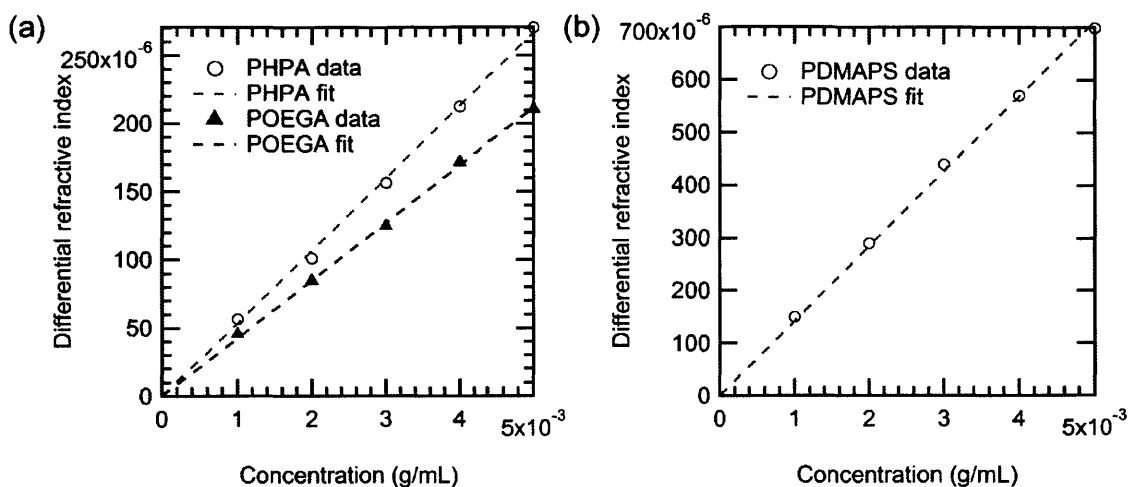 (a)
Differential refractive index
250x10⁻⁶
200
150
100
50
0
PHPA data
PHPA fit
POEGA data
POEGA fit
0 1 2 3 4 5x10⁻³
Concentration (g/mL)
(b)
Differential refractive index
700x10⁻⁶
600
500
400
300
200
100
0
PDMAPS data
PDMAPS fit
0 1 2 3 4 5x10⁻³
Concentration (g/mL)